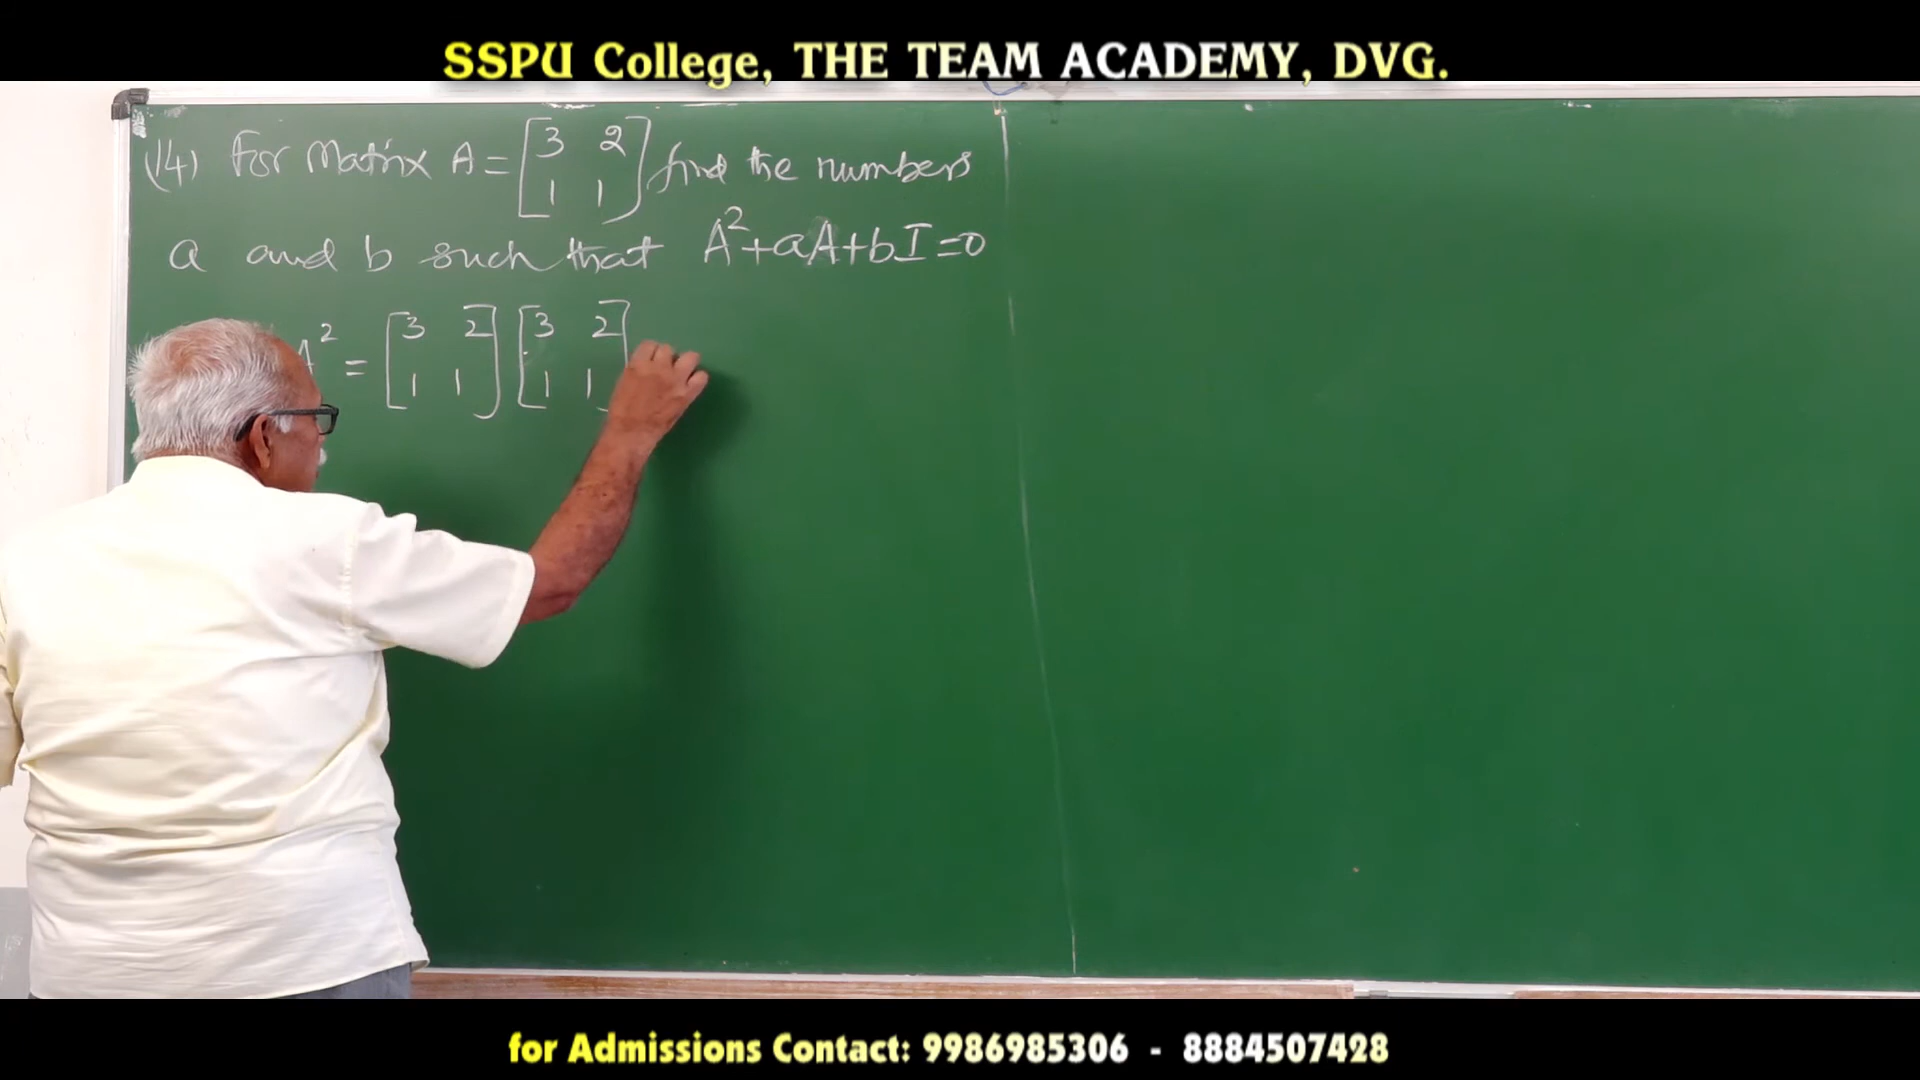 SSPU College, THE TEAM ACADEMY, DVG.
(14) For Matrix A = [3 2 find the numbers
1 1]
a and b such that A²+aA+bI=0
A² = [3 2] [3 2]
1 1 1 1
for Admissions Contact: 9986985306 - 8884507428